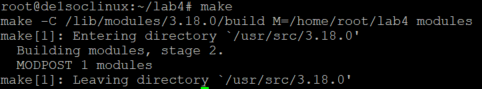 root@delsoclinux:~/lab4# make
make -C /lib/modules/3.18.0/build M=/home/root/lab4 modules
make[1]: Entering directory `/usr/src/3.18.0'
  Building modules, stage 2.
  MODPOST 1 modules
make[1]: Leaving directory `/usr/src/3.18.0'